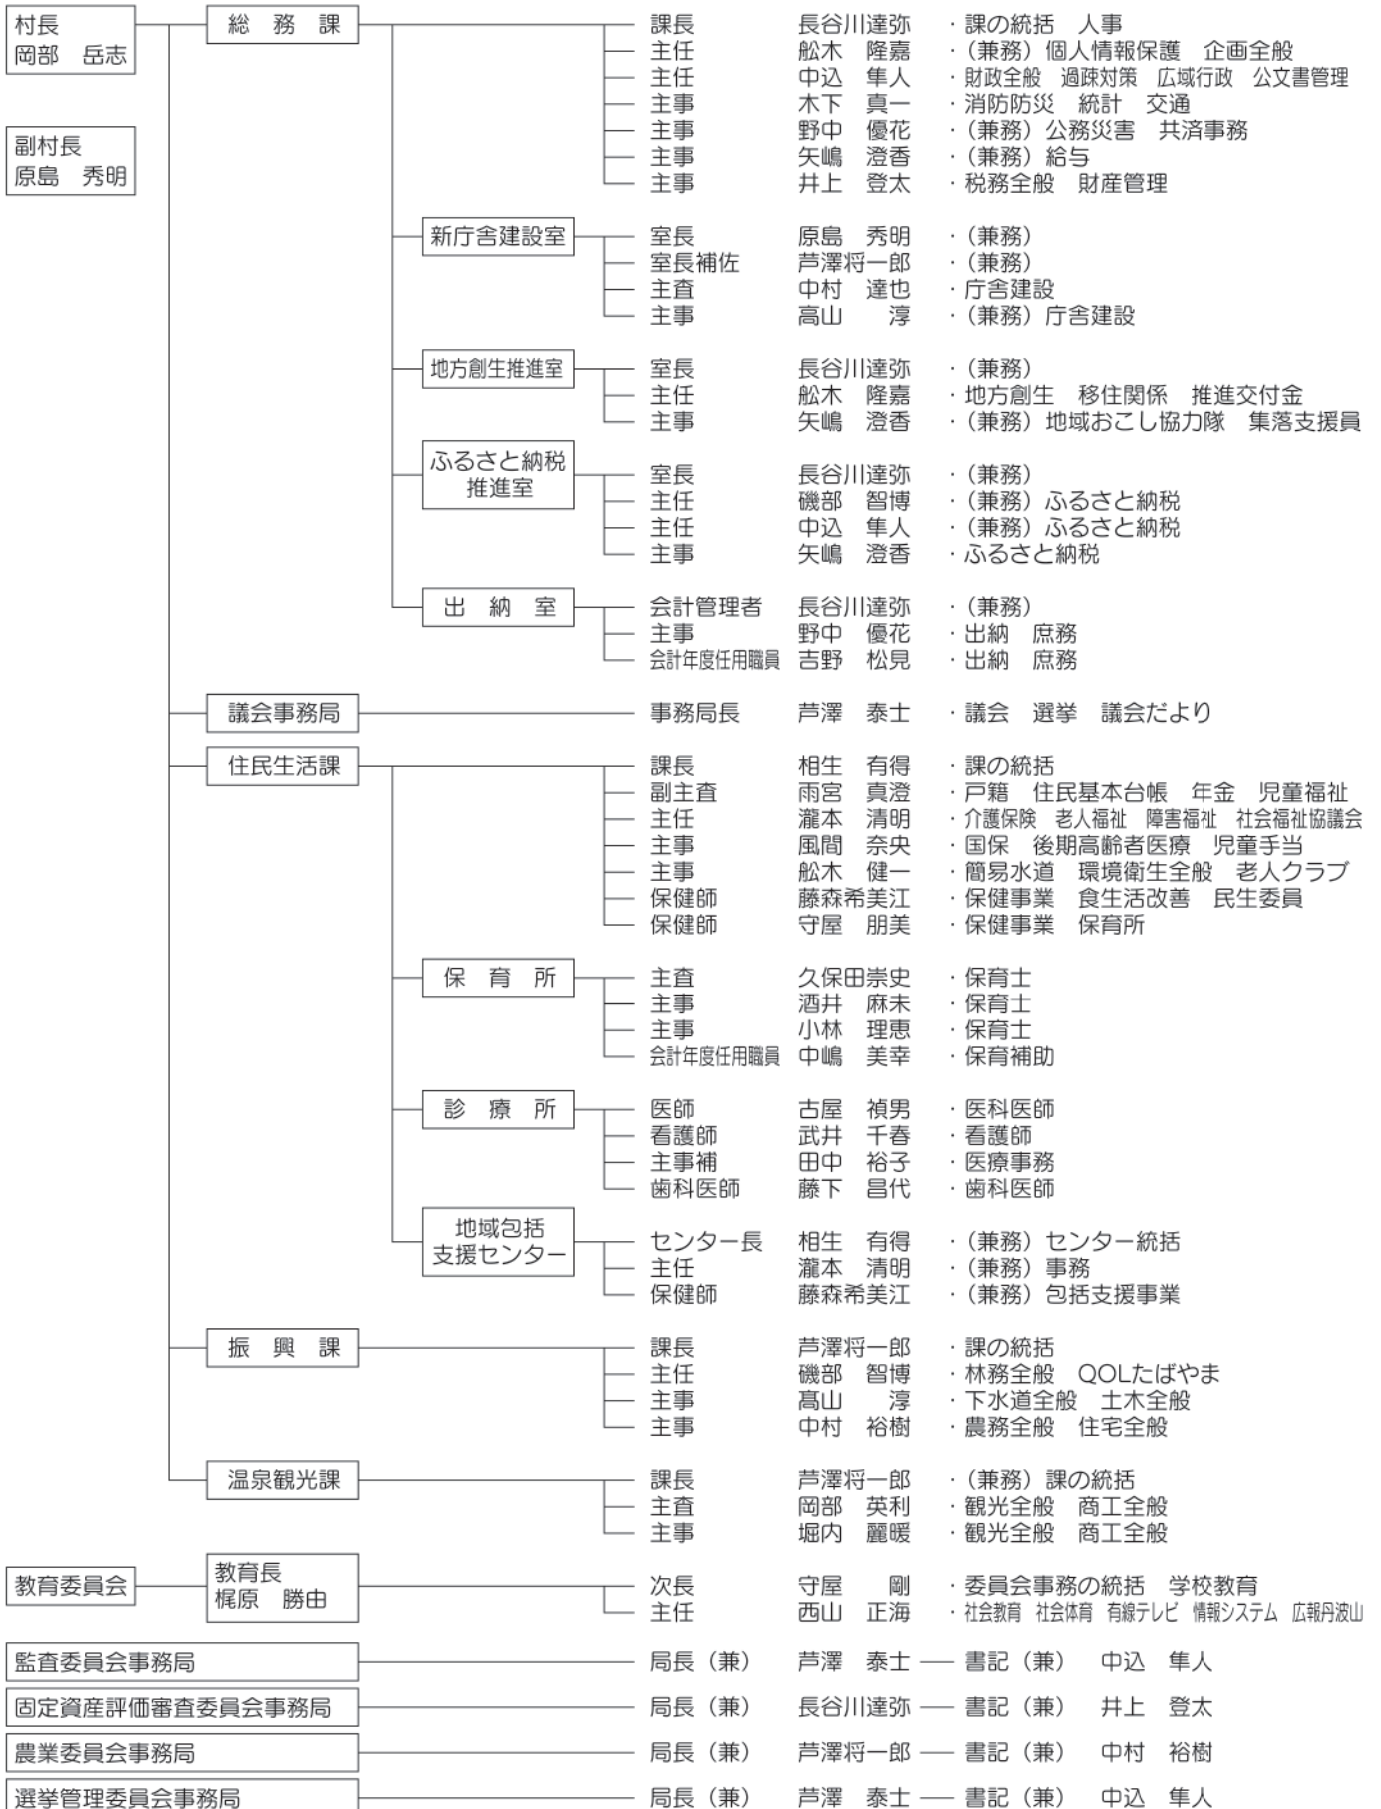 村長
岡部　岳志
副村長
原島　秀明
総　務　課
課長　長谷川達弥　・課の統括　人事
主任　舩木　隆嘉　・（兼務）個人情報保護　企画全般
主任　中込　隼人　・財政全般　過疎対策　広域行政　公文書管理
主事　木下　真一　・消防防災　統計　交通
主事　野中　優花　・（兼務）公務災害　共済事務
主事　矢嶋　澄香　・（兼務）給与
主事　井上　登太　・税務全般　財産管理
新庁舎建設室
室長　原島　秀明　・（兼務）
室長補佐　芦澤将一郎　・（兼務）
主査　中村　達也　・庁舎建設
主事　高山　淳　・（兼務）庁舎建設
地方創生推進室
室長　長谷川達弥　・（兼務）
主任　舩木　隆嘉　・地方創生　移住関係　推進交付金
主事　矢嶋　澄香　・（兼務）地域おこし協力隊　集落支援員
ふるさと納税
推進室
室長　長谷川達弥　・（兼務）
主任　磯部　智博　・（兼務）ふるさと納税
主任　中込　隼人　・（兼務）ふるさと納税
主事　矢嶋　澄香　・ふるさと納税
出　納　室
会計管理者　長谷川達弥　・（兼務）
主事　野中　優花　・出納　庶務
会計年度任用職員　吉野　松見　・出納　庶務
議会事務局
事務局長　芦澤　泰士　・議会　選挙　議会だより
住民生活課
課長　相生　有得　・課の統括
副主査　雨宮　真澄　・戸籍　住民基本台帳　年金　児童福祉
主任　瀧本　清明　・介護保険　老人福祉　障害福祉　社会福祉協議会
主事　風間　奈央　・国保　後期高齢者医療　児童手当
主事　舩木　健一　・簡易水道　環境衛生全般　老人クラブ
保健師　藤森希美江　・保健事業　食生活改善　民生委員
保健師　守屋　朋美　・保健事業　保育所
保　育　所
主査　久保田崇史　・保育士
主事　酒井　麻未　・保育士
主事　小林　理恵　・保育士
会計年度任用職員　中嶋　美幸　・保育補助
診　療　所
医師　古屋　禎男　・医科医師
看護師　武井　千春　・看護師
主事補　田中　裕子　・医療事務
歯科医師　藤下　昌代　・歯科医師
地域包括
支援センター
センター長　相生　有得　・（兼務）センター統括
主任　瀧本　清明　・（兼務）事務
保健師　藤森希美江　・（兼務）包括支援事業
振　興　課
課長　芦澤将一郎　・課の統括
主任　磯部　智博　・林務全般　QOLたばやま
主事　髙山　淳　・下水道全般　土木全般
主事　中村　裕樹　・農務全般　住宅全般
温泉観光課
課長　芦澤将一郎　・（兼務）課の統括
主査　岡部　英利　・観光全般　商工全般
主事　堀内　麗暖　・観光全般　商工全般
教育委員会
教育長
梶原　勝由
次長　守屋　剛　・委員会事務の統括　学校教育
主任　西山　正海　・社会教育　社会体育　有線テレビ　情報システム　広報丹波山
監査委員会事務局　局長（兼）　芦澤　泰士 ― 書記（兼）　中込　隼人
固定資産評価審査委員会事務局　局長（兼）　長谷川達弥 ― 書記（兼）　井上　登太
農業委員会事務局　局長（兼）　芦澤将一郎 ― 書記（兼）　中村　裕樹
選挙管理委員会事務局　局長（兼）　芦澤　泰士 ― 書記（兼）　中込　隼人